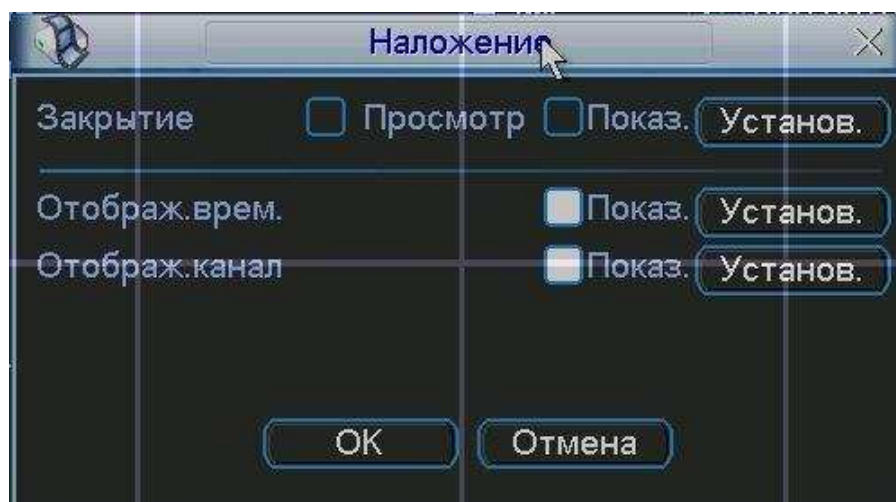 Наложение
Закрытие Просмотр Показ. Установ.
Отображ.врем. Показ. Установ.
Отображ.канал Показ. Установ.
OK Отмена